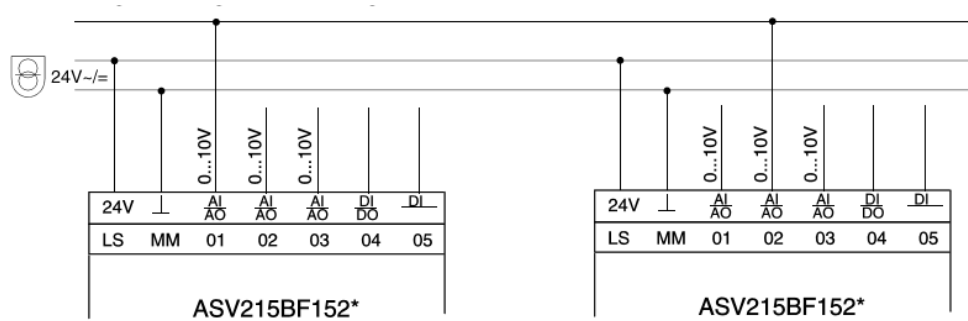 24V~/=
0...10V 0...10V 0...10V 0...10V 0...10V 0...10V
24V ⊥ AI/AO AI/AO AI/AO DI/DO DI 24V ⊥ AI/AO AI/AO AI/AO DI/DO DI
LS MM 01 02 03 04 05 LS MM 01 02 03 04 05
ASV215BF152* ASV215BF152*